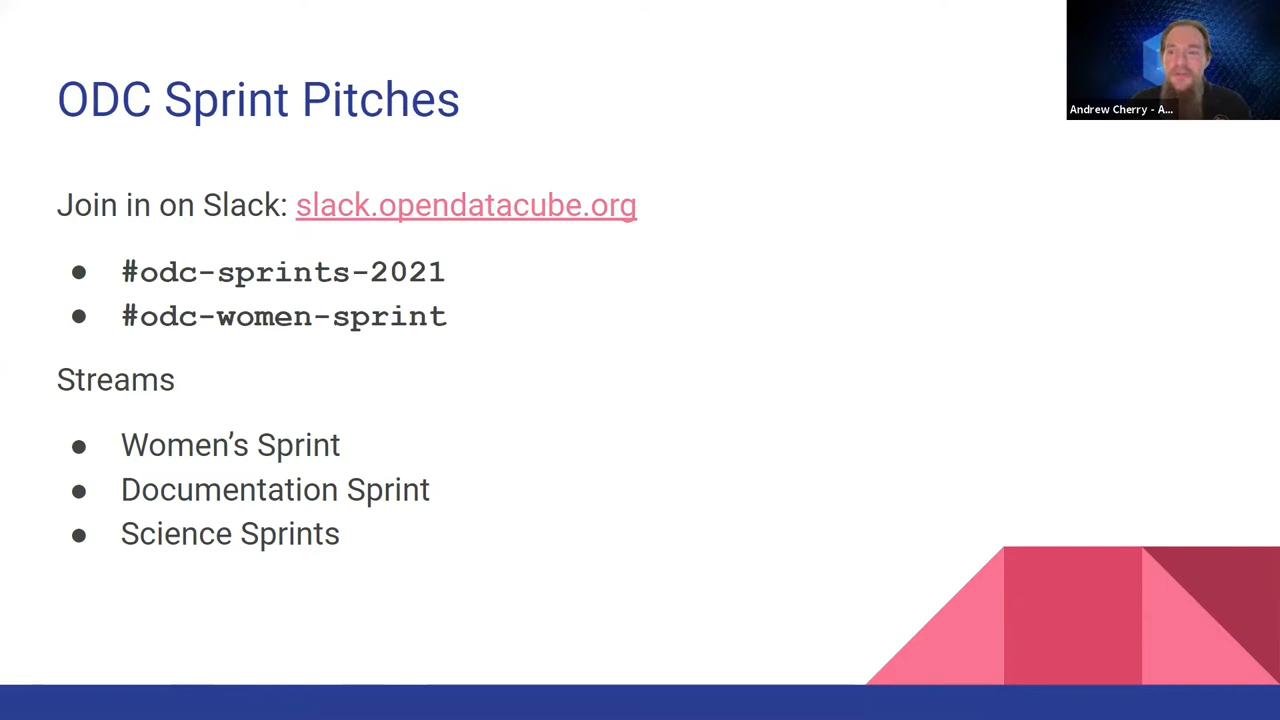 ODC Sprint Pitches
Andrew Cherry - A...
Join in on Slack: slack.opendatacube.org
● #odc-sprints-2021
● #odc-women-sprint
Streams
● Women’s Sprint
● Documentation Sprint
● Science Sprints